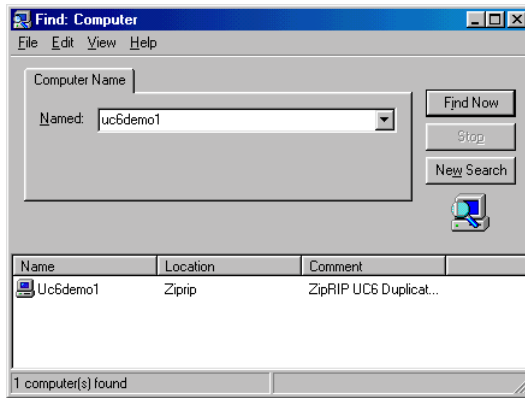 Find: Computer
File Edit View Help
Computer Name
Named: uc6demo1
Find Now
Stop
New Search
Name Location Comment
Uc6demo1 Ziprip ZipRIP UC6 Duplicat...
1 computer(s) found